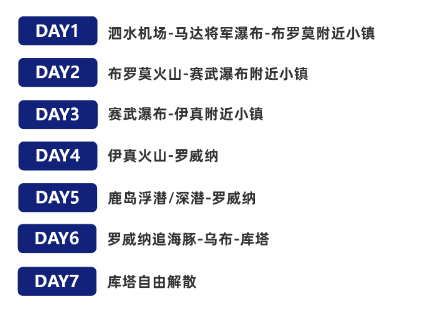 DAY1 泗水机场-马达将军瀑布-布罗莫附近小镇
DAY2 布罗莫火山-赛武瀑布附近小镇
DAY3 赛武瀑布-伊真附近小镇
DAY4 伊真火山-罗威纳
DAY5 鹿岛浮潜/深潜-罗威纳
DAY6 罗威纳追海豚-乌布-库塔
DAY7 库塔自由解散